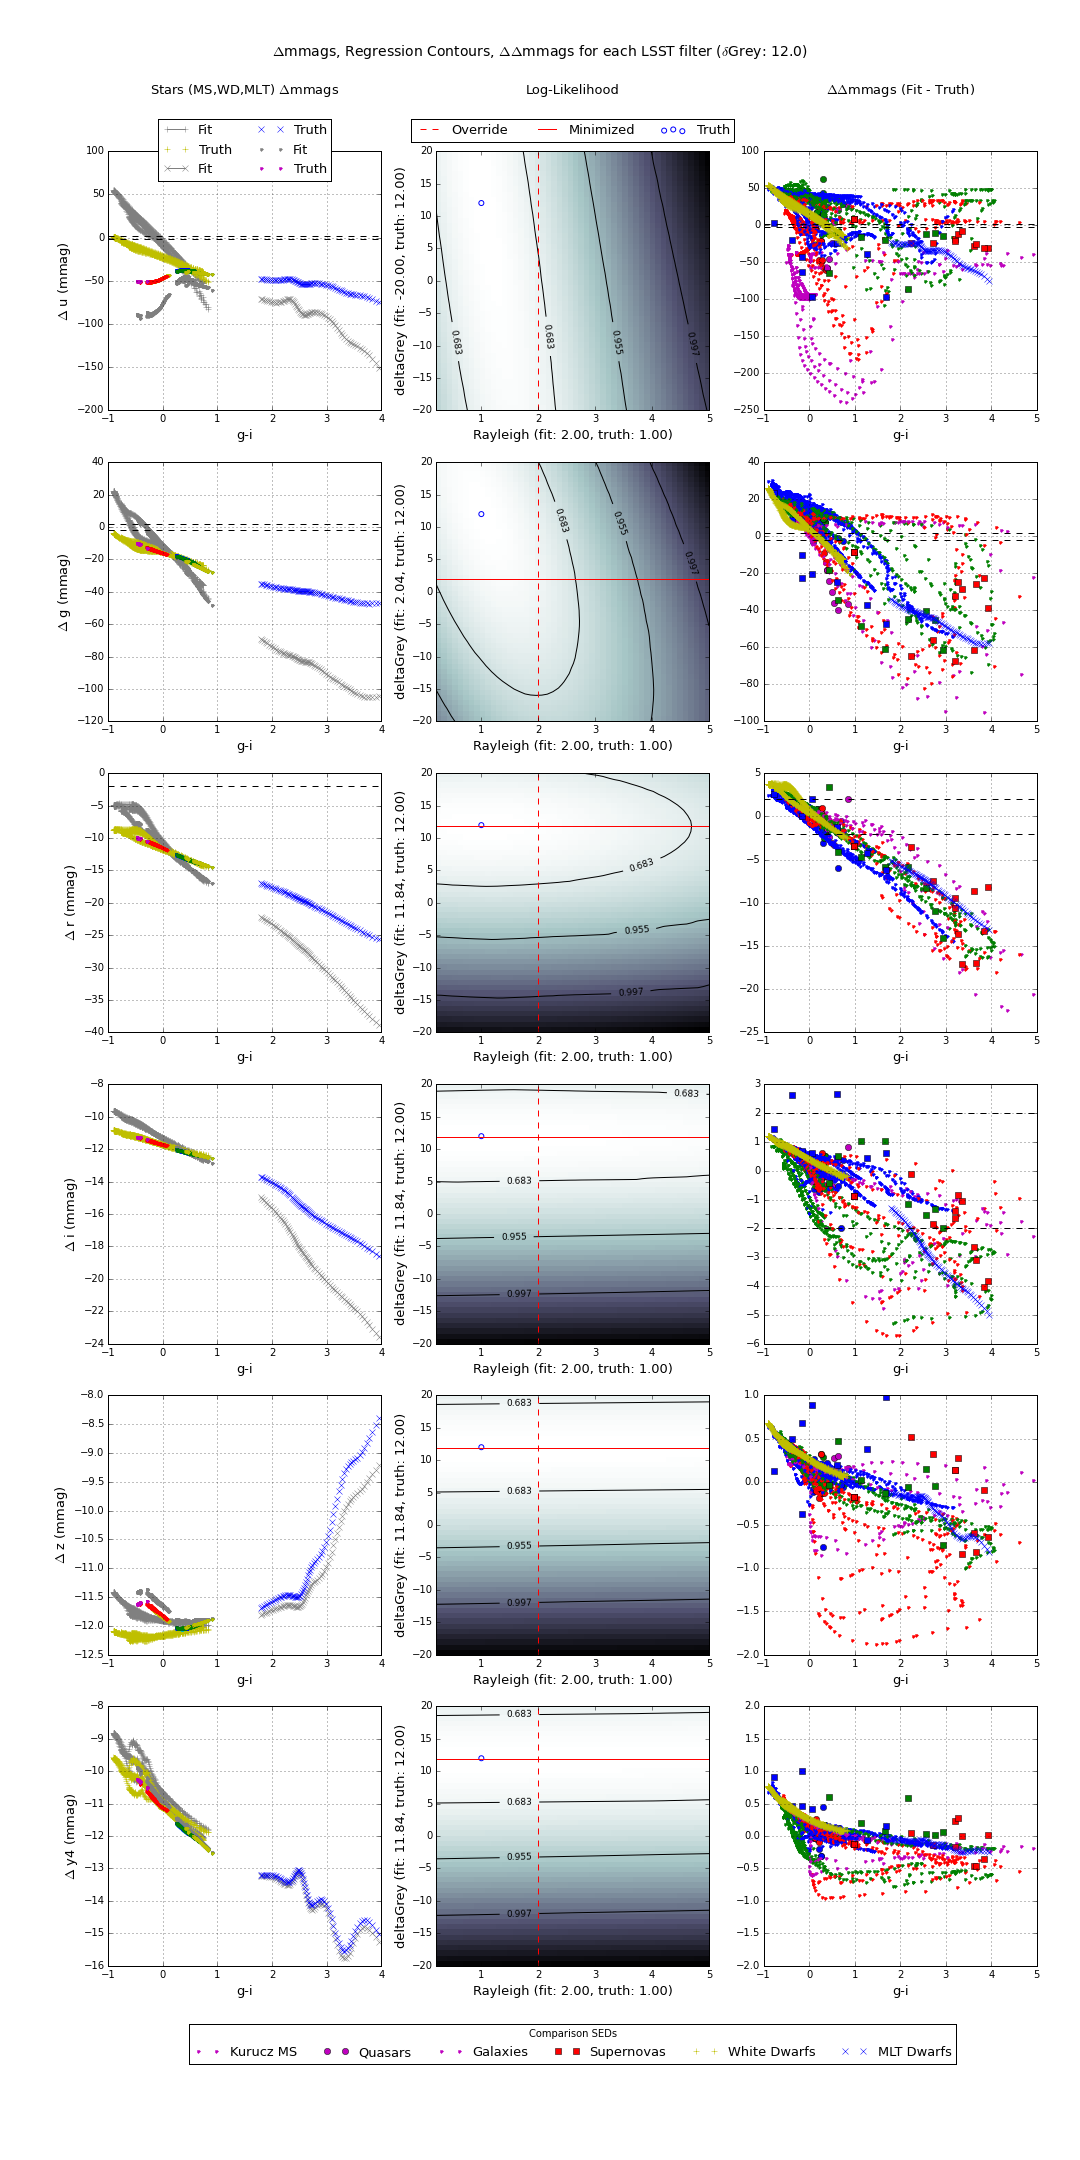 Δmmags, Regression Contours, ΔΔmmags for each LSST filter (δGrey: 12.0)
Stars (MS,WD,MLT) Δmmags
Log-Likelihood
ΔΔmmags (Fit - Truth)
Fit
Truth
Truth
Fit
Fit
Truth
Override
Minimized
Truth
100
50
0
−50
−100
−150
−200
Δ u (mmag)
−1 0 1 2 3 4
g-i
20
15
10
5
0
−5
−10
−15
−20
deltaGrey (fit: -20.00, truth: 12.00)
0.683
0.683
0.955
0.997
1 2 3 4 5
Rayleigh (fit: 2.00, truth: 1.00)
100
50
0
−50
−100
−150
−200
−250
−1 0 1 2 3 4 5
g-i
40
20
0
−20
−40
−60
−80
−100
−120
Δ g (mmag)
−1 0 1 2 3 4
g-i
20
15
10
5
0
−5
−10
−15
−20
deltaGrey (fit: 2.04, truth: 12.00)
0.683
0.955
0.997
1 2 3 4 5
Rayleigh (fit: 2.00, truth: 1.00)
40
20
0
−20
−40
−60
−80
−100
−1 0 1 2 3 4 5
g-i
0
−5
−10
−15
−20
−25
−30
−35
−40
Δ r (mmag)
−1 0 1 2 3 4
g-i
20
15
10
5
0
−5
−10
−15
−20
deltaGrey (fit: 11.84, truth: 12.00)
0.683
0.955
0.997
1 2 3 4 5
Rayleigh (fit: 2.00, truth: 1.00)
5
0
−5
−10
−15
−20
−25
−1 0 1 2 3 4 5
g-i
−8
−10
−12
−14
−16
−18
−20
−22
−24
Δ i (mmag)
−1 0 1 2 3 4
g-i
20
15
10
5
0
−5
−10
−15
−20
deltaGrey (fit: 11.84, truth: 12.00)
0.683
0.683
0.955
0.997
1 2 3 4 5
Rayleigh (fit: 2.00, truth: 1.00)
3
2
1
0
−1
−2
−3
−4
−5
−6
−1 0 1 2 3 4 5
g-i
−8.0
−8.5
−9.0
−9.5
−10.0
−10.5
−11.0
−11.5
−12.0
−12.5
Δ z (mmag)
−1 0 1 2 3 4
g-i
20
15
10
5
0
−5
−10
−15
−20
deltaGrey (fit: 11.84, truth: 12.00)
0.683
0.683
0.955
0.997
1 2 3 4 5
Rayleigh (fit: 2.00, truth: 1.00)
1.0
0.5
0.0
−0.5
−1.0
−1.5
−2.0
−1 0 1 2 3 4 5
g-i
−8
−9
−10
−11
−12
−13
−14
−15
−16
Δ y4 (mmag)
−1 0 1 2 3 4
g-i
20
15
10
5
0
−5
−10
−15
−20
deltaGrey (fit: 11.84, truth: 12.00)
0.683
0.683
0.955
0.997
1 2 3 4 5
Rayleigh (fit: 2.00, truth: 1.00)
2.0
1.5
1.0
0.5
0.0
−0.5
−1.0
−1.5
−2.0
−1 0 1 2 3 4 5
g-i
Comparison SEDs
Kurucz MS
Quasars
Galaxies
Supernovas
White Dwarfs
MLT Dwarfs